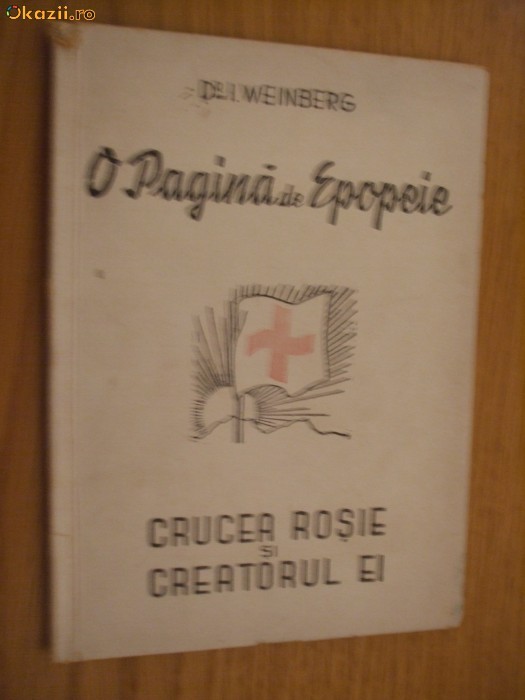 Okazii.ro
Dr. I. WEINBERG
O Pagină de Epopeie
CRUCEA ROȘIE
ȘI
CREATORUL EI